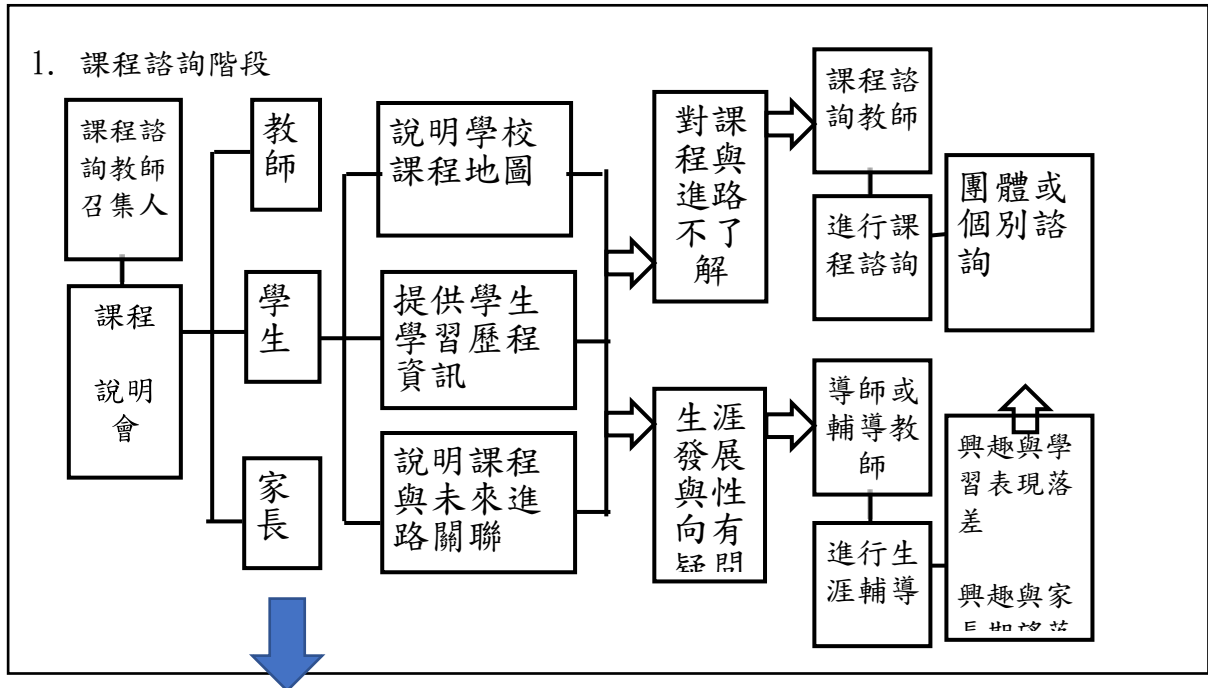 1. 課程諮詢階段
課程諮
詢教師
召集人
課程
說明
會
教
師
學
生
家
長
說明學校
課程地圖
提供學生
學習歷程
資訊
說明課程
與未來進
路關聯
對課
程與
進路
不了
解
課程諮
詢教師
進行課
程諮詢
團體或
個別諮
詢
生涯
發展
與性
向有
疑問
導師或
輔導教
師
進行生
涯輔導
興趣與學
習表現落
差
興趣與家
長期望落